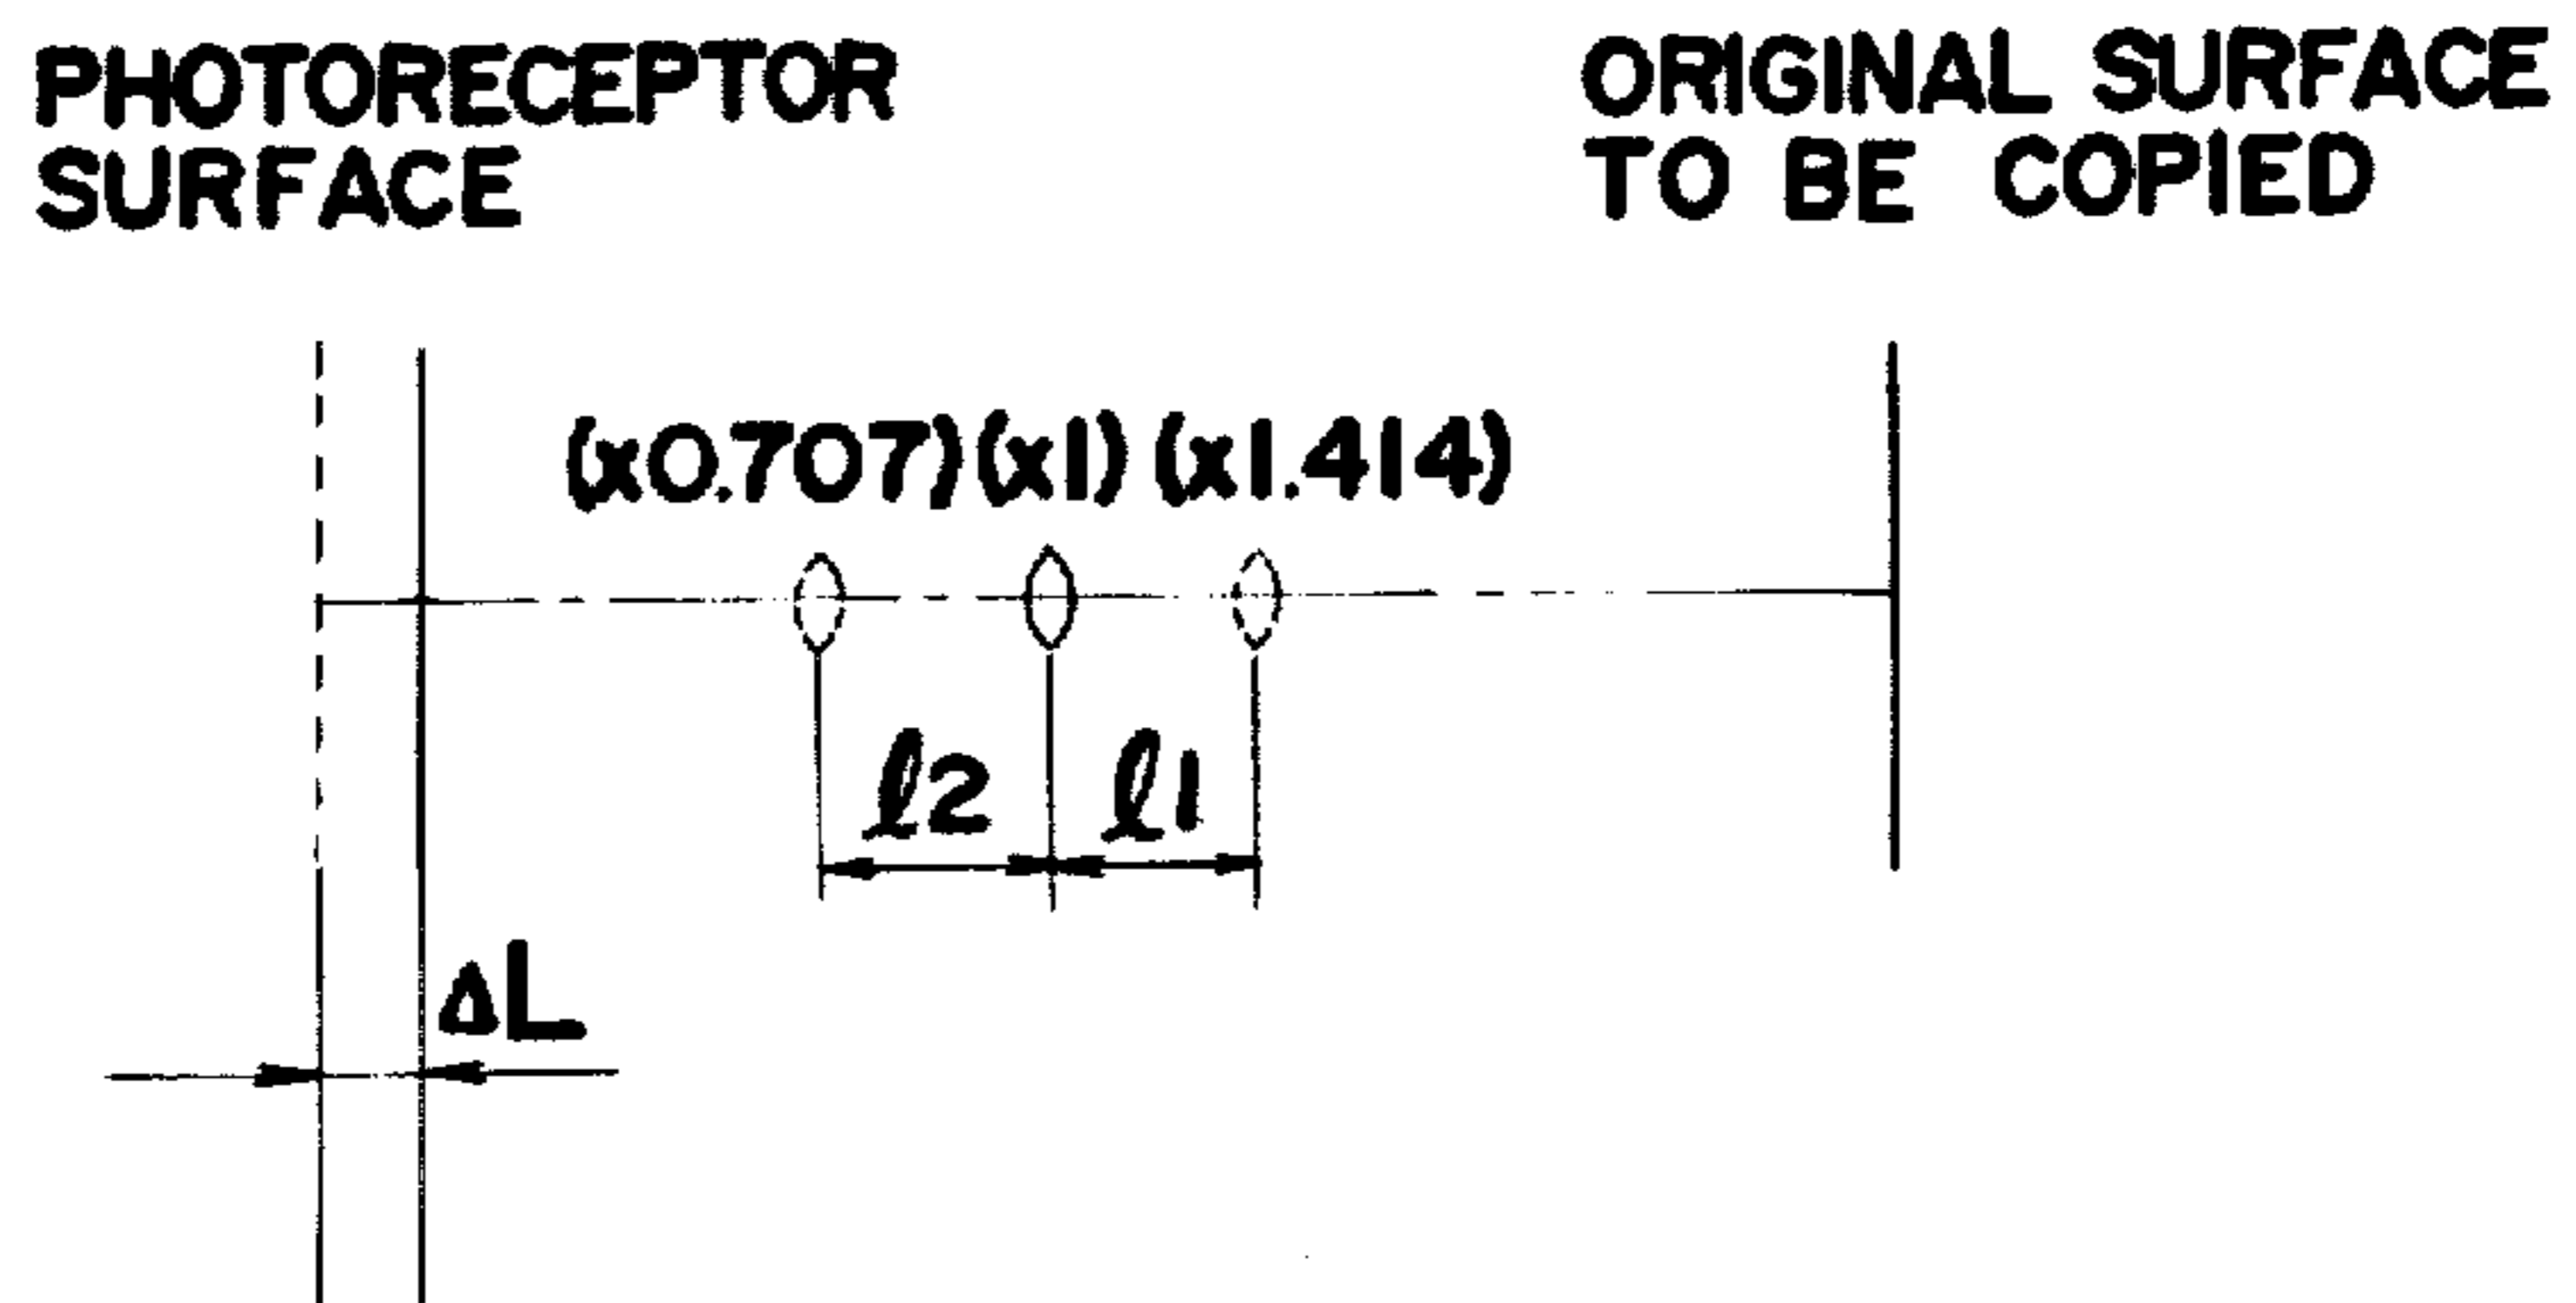 PHOTORECEPTOR
SURFACE
ORIGINAL SURFACE
TO BE COPIED
(x0.707) (x1) (x1.414)
ℓ2 ℓ1
ΔL